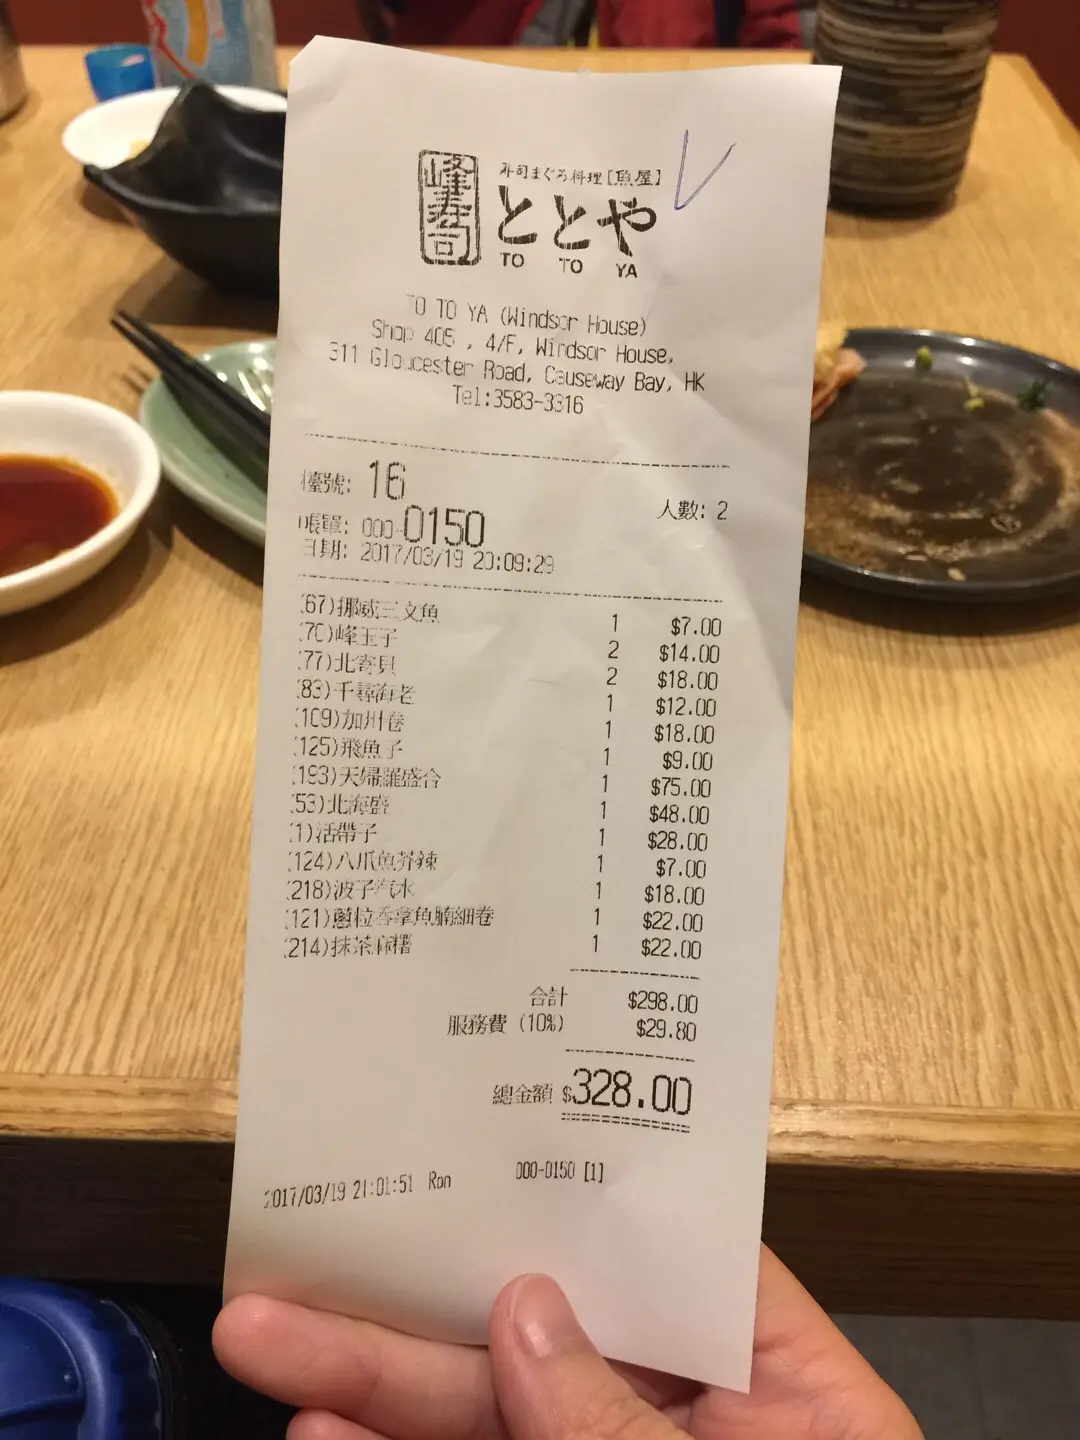 峰寿司
寿司まぐろ料理[魚屋]
ととや
TO TO YA
TO TO YA (Windsor House)
Shop 405 , 4/F, Windsor House,
311 Gloucester Road, Causeway Bay, HK
Tel:3583-3316
檯號: 16 人數: 2
帳單: 000-0150
日期: 2017/03/19 20:09:29
(67)挪威三文魚 1 $7.00
(70)峰玉子 2 $14.00
(77)北寄貝 2 $18.00
(83)千尋海老 1 $12.00
(109)加州卷 1 $18.00
(125)飛魚子 1 $9.00
(193)天婦羅盛合 1 $75.00
(53)北海盛 1 $48.00
(1)活帶子 1 $28.00
(124)八爪魚芥辣 1 $7.00
(218)波子汽水 1 $18.00
(121)蔥拉吞拿魚腩細卷 1 $22.00
(214)抹茶麻糬 1 $22.00
合計 $298.00
服務費 (10%) $29.80
總金額 $328.00
2017/03/19 21:01:51 Ron 000-0150 [1]